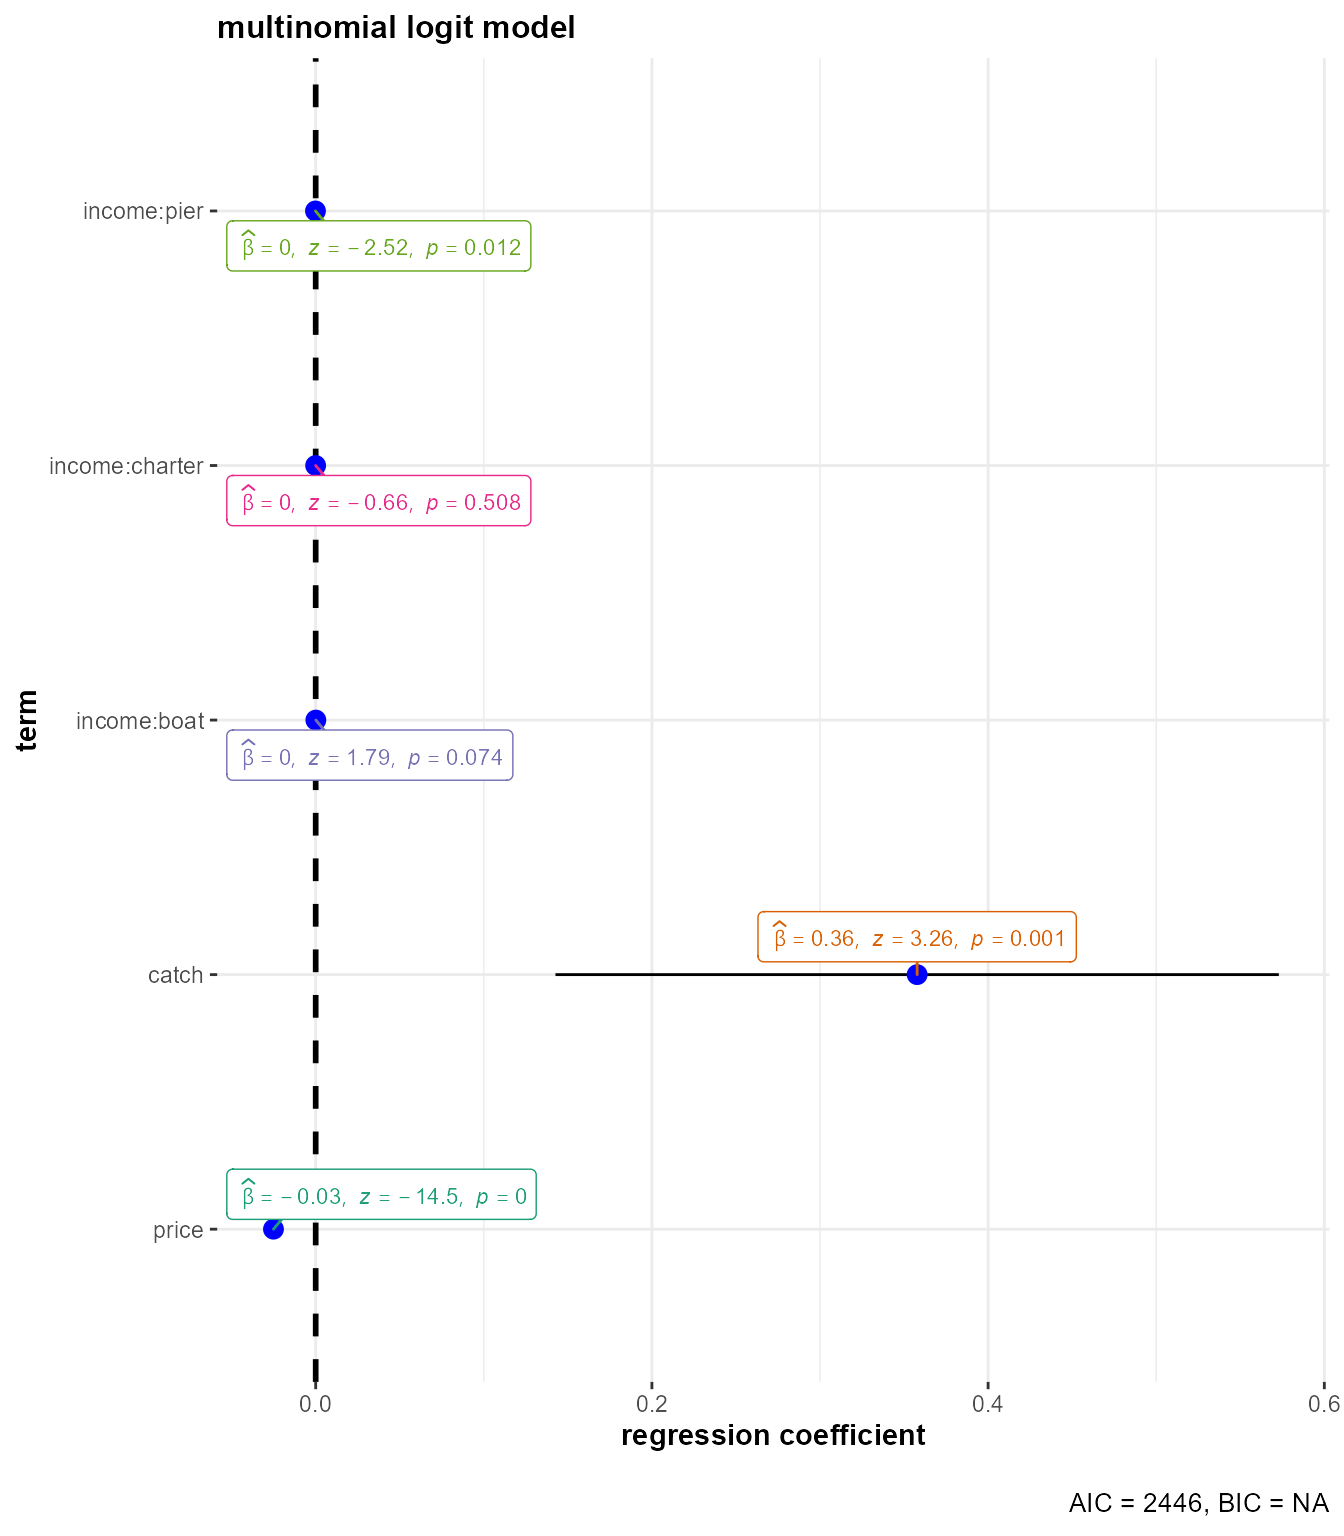 multinomial logit model
income:pier
β̂ = 0, z = −2.52, p = 0.012
income:charter
β̂ = 0, z = −0.66, p = 0.508
income:boat
β̂ = 0, z = 1.79, p = 0.074
term
β̂ = 0.36, z = 3.26, p = 0.001
catch
β̂ = −0.03, z = −14.5, p = 0
price
0.0 0.2 0.4 0.6
regression coefficient
AIC = 2446, BIC = NA